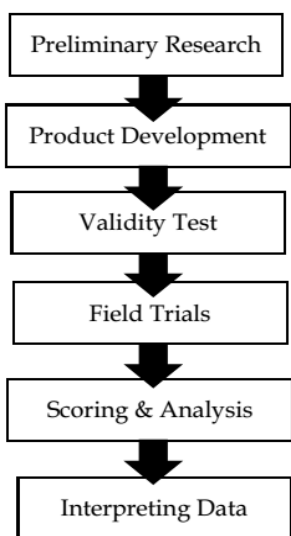 Preliminary Research
Product Development
Validity Test
Field Trials
Scoring & Analysis
Interpreting Data